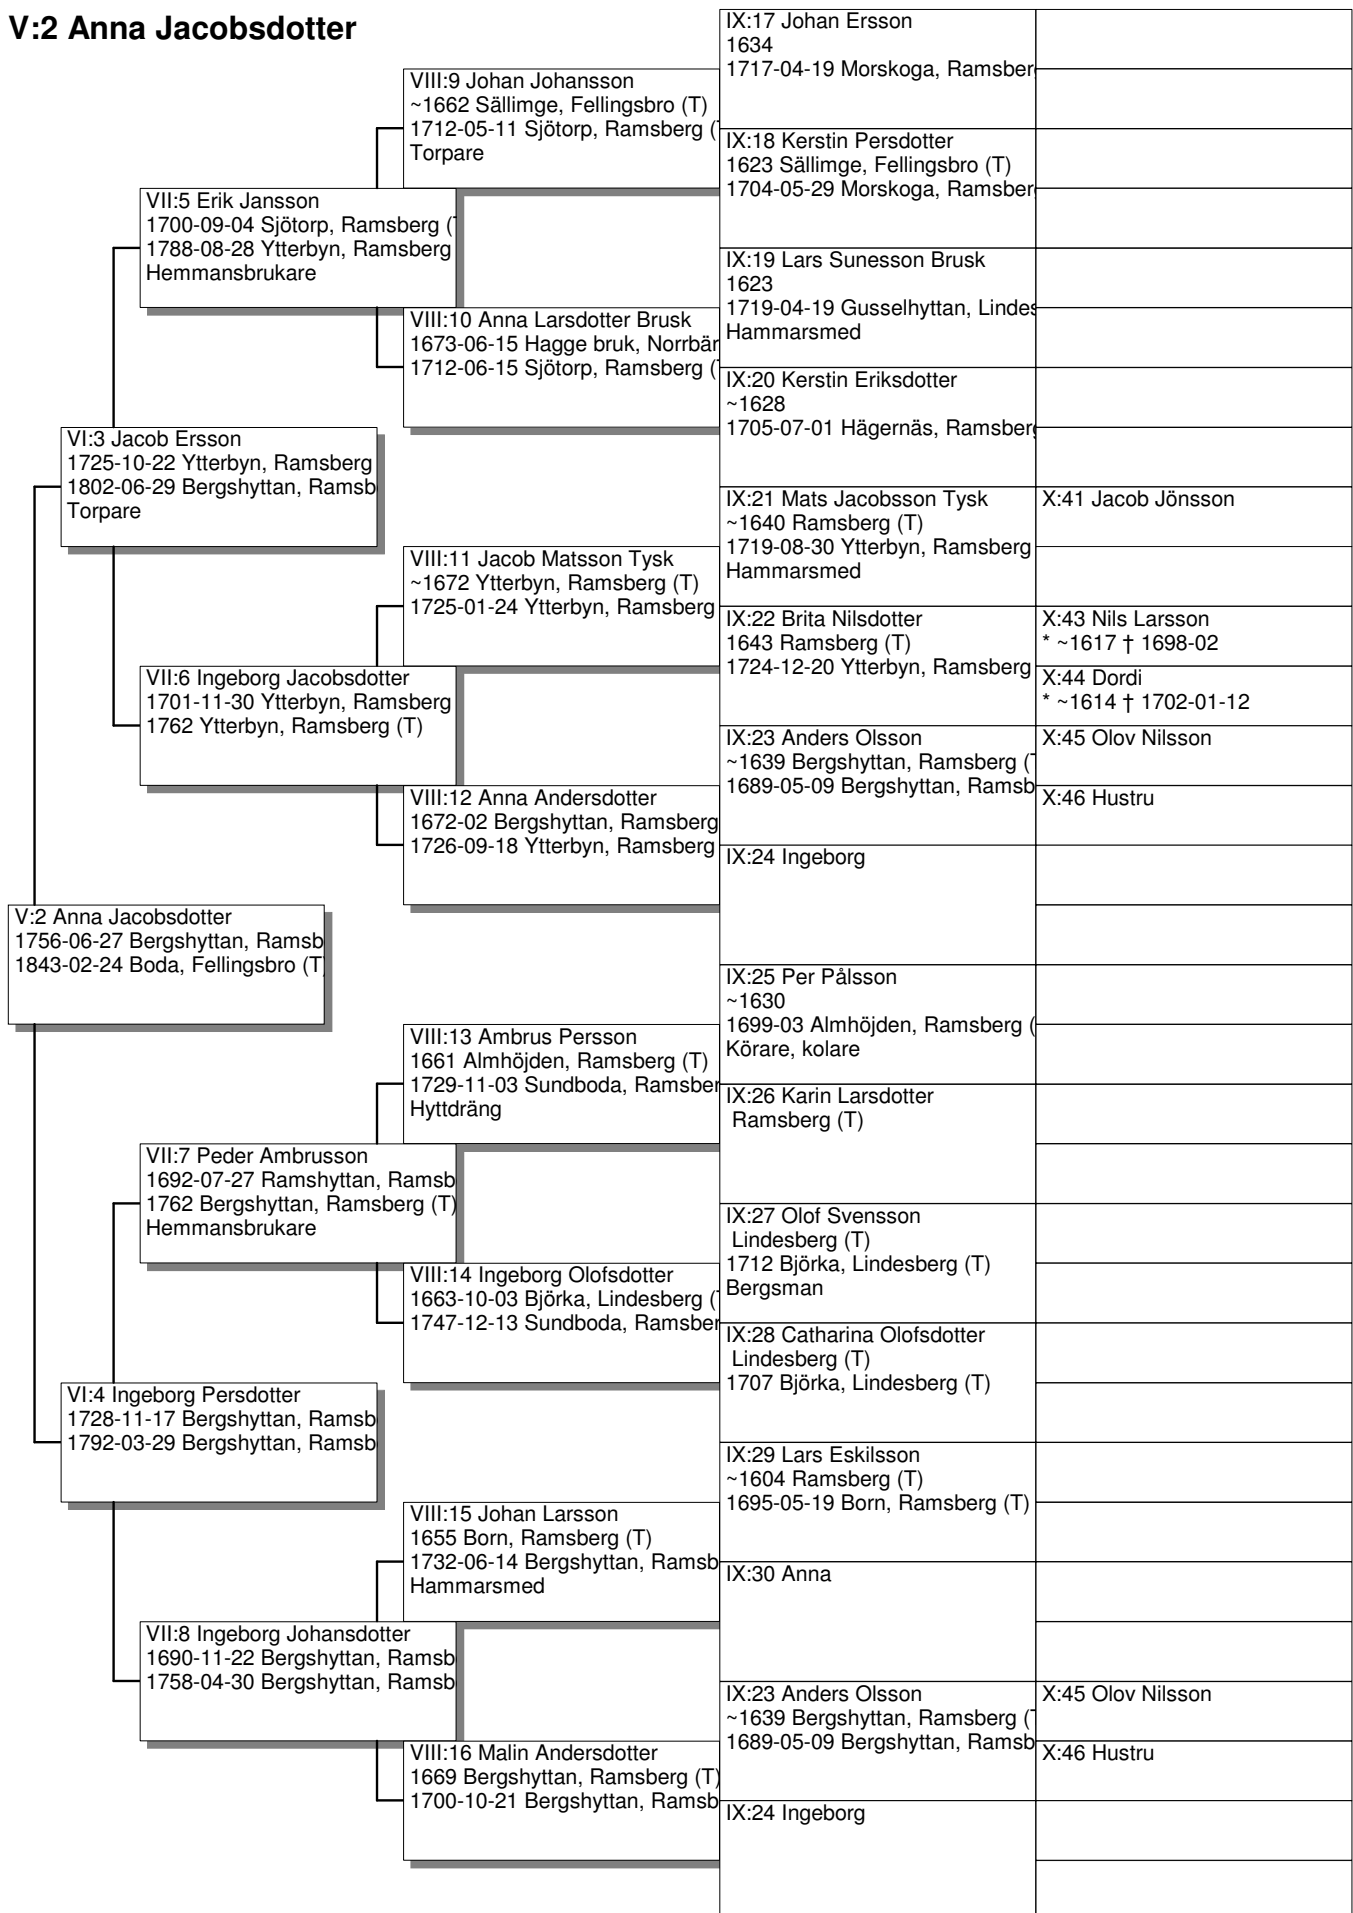 V:2 Anna Jacobsdotter
IX:17 Johan Ersson
1634
1717-04-19 Morskoga, Ramsber
VIII:9 Johan Johansson
~1662 Sällimge, Fellingsbro (T)
1712-05-11 Sjötorp, Ramsberg (
Torpare
IX:18 Kerstin Persdotter
1623 Sällimge, Fellingsbro (T)
1704-05-29 Morskoga, Ramsber
VII:5 Erik Jansson
1700-09-04 Sjötorp, Ramsberg (
1788-08-28 Ytterbyn, Ramsberg
Hemmansbrukare
IX:19 Lars Sunesson Brusk
1623
1719-04-19 Gusselhyttan, Lindes
Hammarsmed
VIII:10 Anna Larsdotter Brusk
1673-06-15 Hagge bruk, Norrbär
1712-06-15 Sjötorp, Ramsberg (
IX:20 Kerstin Eriksdotter
~1628
1705-07-01 Hägernäs, Ramsber
VI:3 Jacob Ersson
1725-10-22 Ytterbyn, Ramsberg
1802-06-29 Bergshyttan, Ramsb
Torpare
IX:21 Mats Jacobsson Tysk
~1640 Ramsberg (T)
1719-08-30 Ytterbyn, Ramsberg
Hammarsmed
X:41 Jacob Jönsson
VIII:11 Jacob Matsson Tysk
~1672 Ytterbyn, Ramsberg (T)
1725-01-24 Ytterbyn, Ramsberg
IX:22 Brita Nilsdotter
1643 Ramsberg (T)
1724-12-20 Ytterbyn, Ramsberg
X:43 Nils Larsson
* ~1617 † 1698-02
X:44 Dordi
* ~1614 † 1702-01-12
VII:6 Ingeborg Jacobsdotter
1701-11-30 Ytterbyn, Ramsberg
1762 Ytterbyn, Ramsberg (T)
IX:23 Anders Olsson
~1639 Bergshyttan, Ramsberg (
1689-05-09 Bergshyttan, Ramsb
X:45 Olov Nilsson
X:46 Hustru
VIII:12 Anna Andersdotter
1672-02 Bergshyttan, Ramsberg
1726-09-18 Ytterbyn, Ramsberg
IX:24 Ingeborg
V:2 Anna Jacobsdotter
1756-06-27 Bergshyttan, Ramsb
1843-02-24 Boda, Fellingsbro (T)
IX:25 Per Pålsson
~1630
1699-03 Almhöjden, Ramsberg (
Körare, kolare
VIII:13 Ambrus Persson
1661 Almhöjden, Ramsberg (T)
1729-11-03 Sundboda, Ramsber
Hyttdräng
IX:26 Karin Larsdotter
Ramsberg (T)
VII:7 Peder Ambrusson
1692-07-27 Ramshyttan, Ramsb
1762 Bergshyttan, Ramsberg (T)
Hemmansbrukare
IX:27 Olof Svensson
Lindesberg (T)
1712 Björka, Lindesberg (T)
Bergsman
VIII:14 Ingeborg Olofsdotter
1663-10-03 Björka, Lindesberg (
1747-12-13 Sundboda, Ramsber
IX:28 Catharina Olofsdotter
Lindesberg (T)
1707 Björka, Lindesberg (T)
VI:4 Ingeborg Persdotter
1728-11-17 Bergshyttan, Ramsb
1792-03-29 Bergshyttan, Ramsb
IX:29 Lars Eskilsson
~1604 Ramsberg (T)
1695-05-19 Born, Ramsberg (T)
VIII:15 Johan Larsson
1655 Born, Ramsberg (T)
1732-06-14 Bergshyttan, Ramsb
Hammarsmed
IX:30 Anna
VII:8 Ingeborg Johansdotter
1690-11-22 Bergshyttan, Ramsb
1758-04-30 Bergshyttan, Ramsb
IX:23 Anders Olsson
~1639 Bergshyttan, Ramsberg (
1689-05-09 Bergshyttan, Ramsb
X:45 Olov Nilsson
X:46 Hustru
VIII:16 Malin Andersdotter
1669 Bergshyttan, Ramsberg (T)
1700-10-21 Bergshyttan, Ramsb
IX:24 Ingeborg